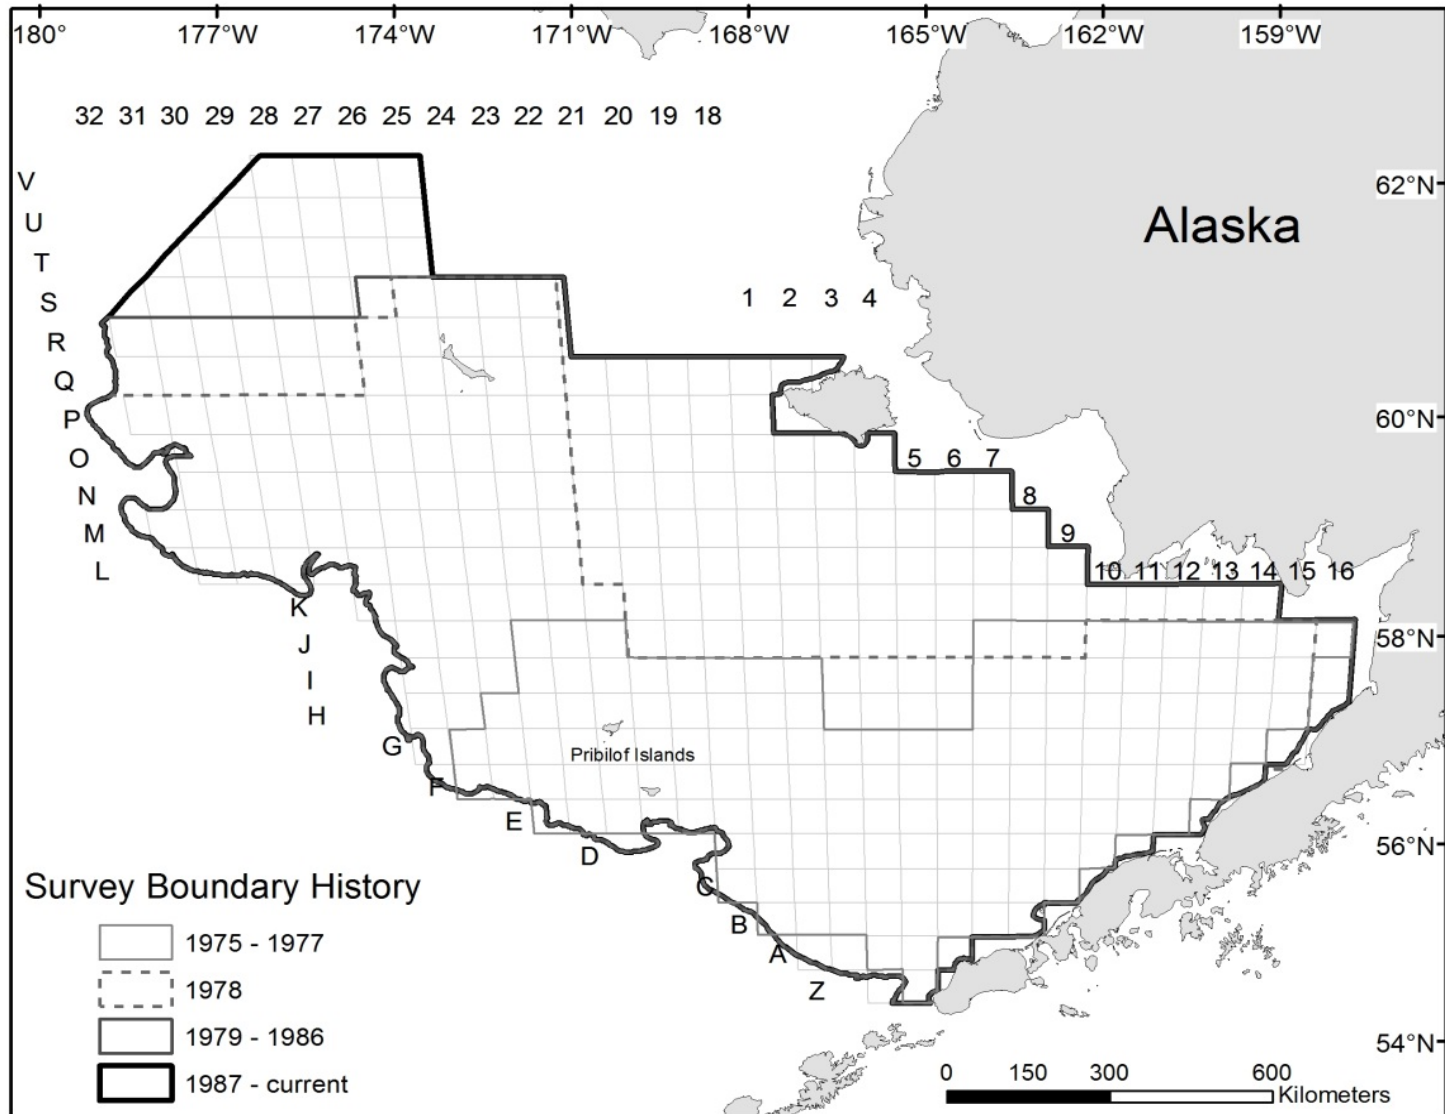 180° 177°W 174°W 171°W 168°W 165°W 162°W 159°W
32 31 30 29 28 27 26 25 24 23 22 21 20 19 18
V
62°N
U
Alaska
T
S
1 2 3 4
R
Q
P
60°N
O
5 6 7
N
8
M
9
L
10 11 12 13 14 15 16
K
J
58°N
I
H
G
Pribilof Islands
F
E
D
56°N
C
Survey Boundary History
B
1975 - 1977
A
1978
Z
1979 - 1986
54°N
1987 - current
0 150 300 600
Kilometers